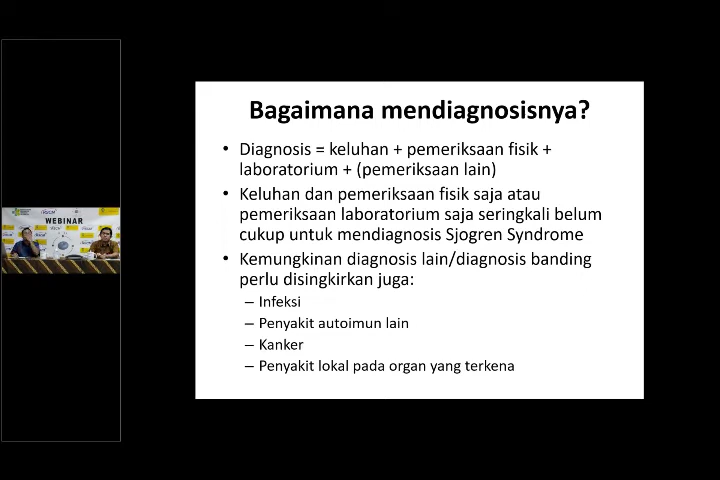 Bagaimana mendiagnosisnya?
• Diagnosis = keluhan + pemeriksaan fisik +
laboratorium + (pemeriksaan lain)
• Keluhan dan pemeriksaan fisik saja atau
pemeriksaan laboratorium saja seringkali belum
cukup untuk mendiagnosis Sjogren Syndrome
• Kemungkinan diagnosis lain/diagnosis banding
perlu disingkirkan juga:
– Infeksi
– Penyakit autoimun lain
– Kanker
– Penyakit lokal pada organ yang terkena
WEBINAR